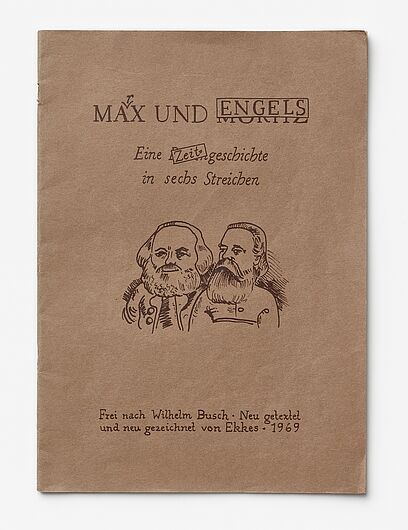 MArX UND ENGELS
Eine Zeitgeschichte
in sechs Streichen
Frei nach Wilhelm Busch · Neu getextet
und neu gezeichnet von Ekkes · 1969